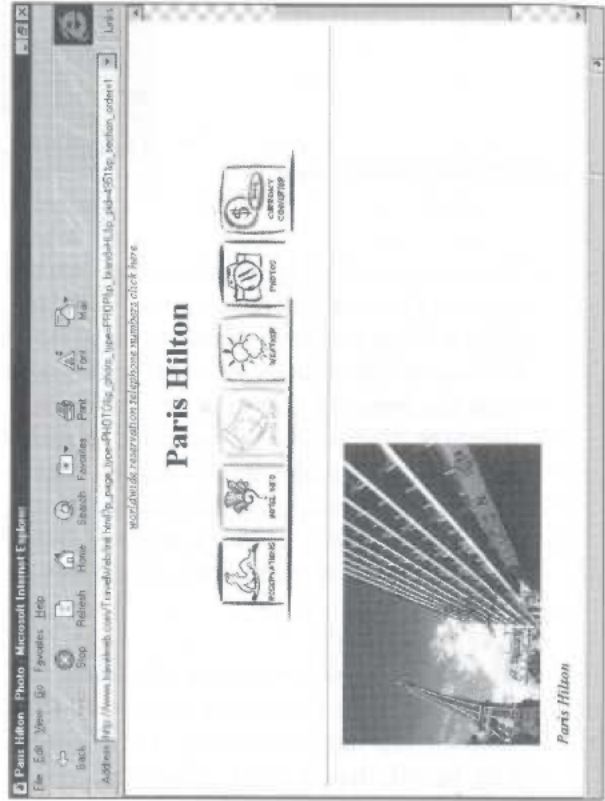 Paris Hilton - Photo - Microsoft Internet Explorer
File Edit View Go Favorites Help
Back Stop Refresh Home Search Favorites Print Font Mail
Address Links
worldwide reservation telephone numbers click here
Paris Hilton
RESERVATIONS HOTEL INFO WEATHER PHOTOS CURRENCY CONVERTER
Paris Hilton